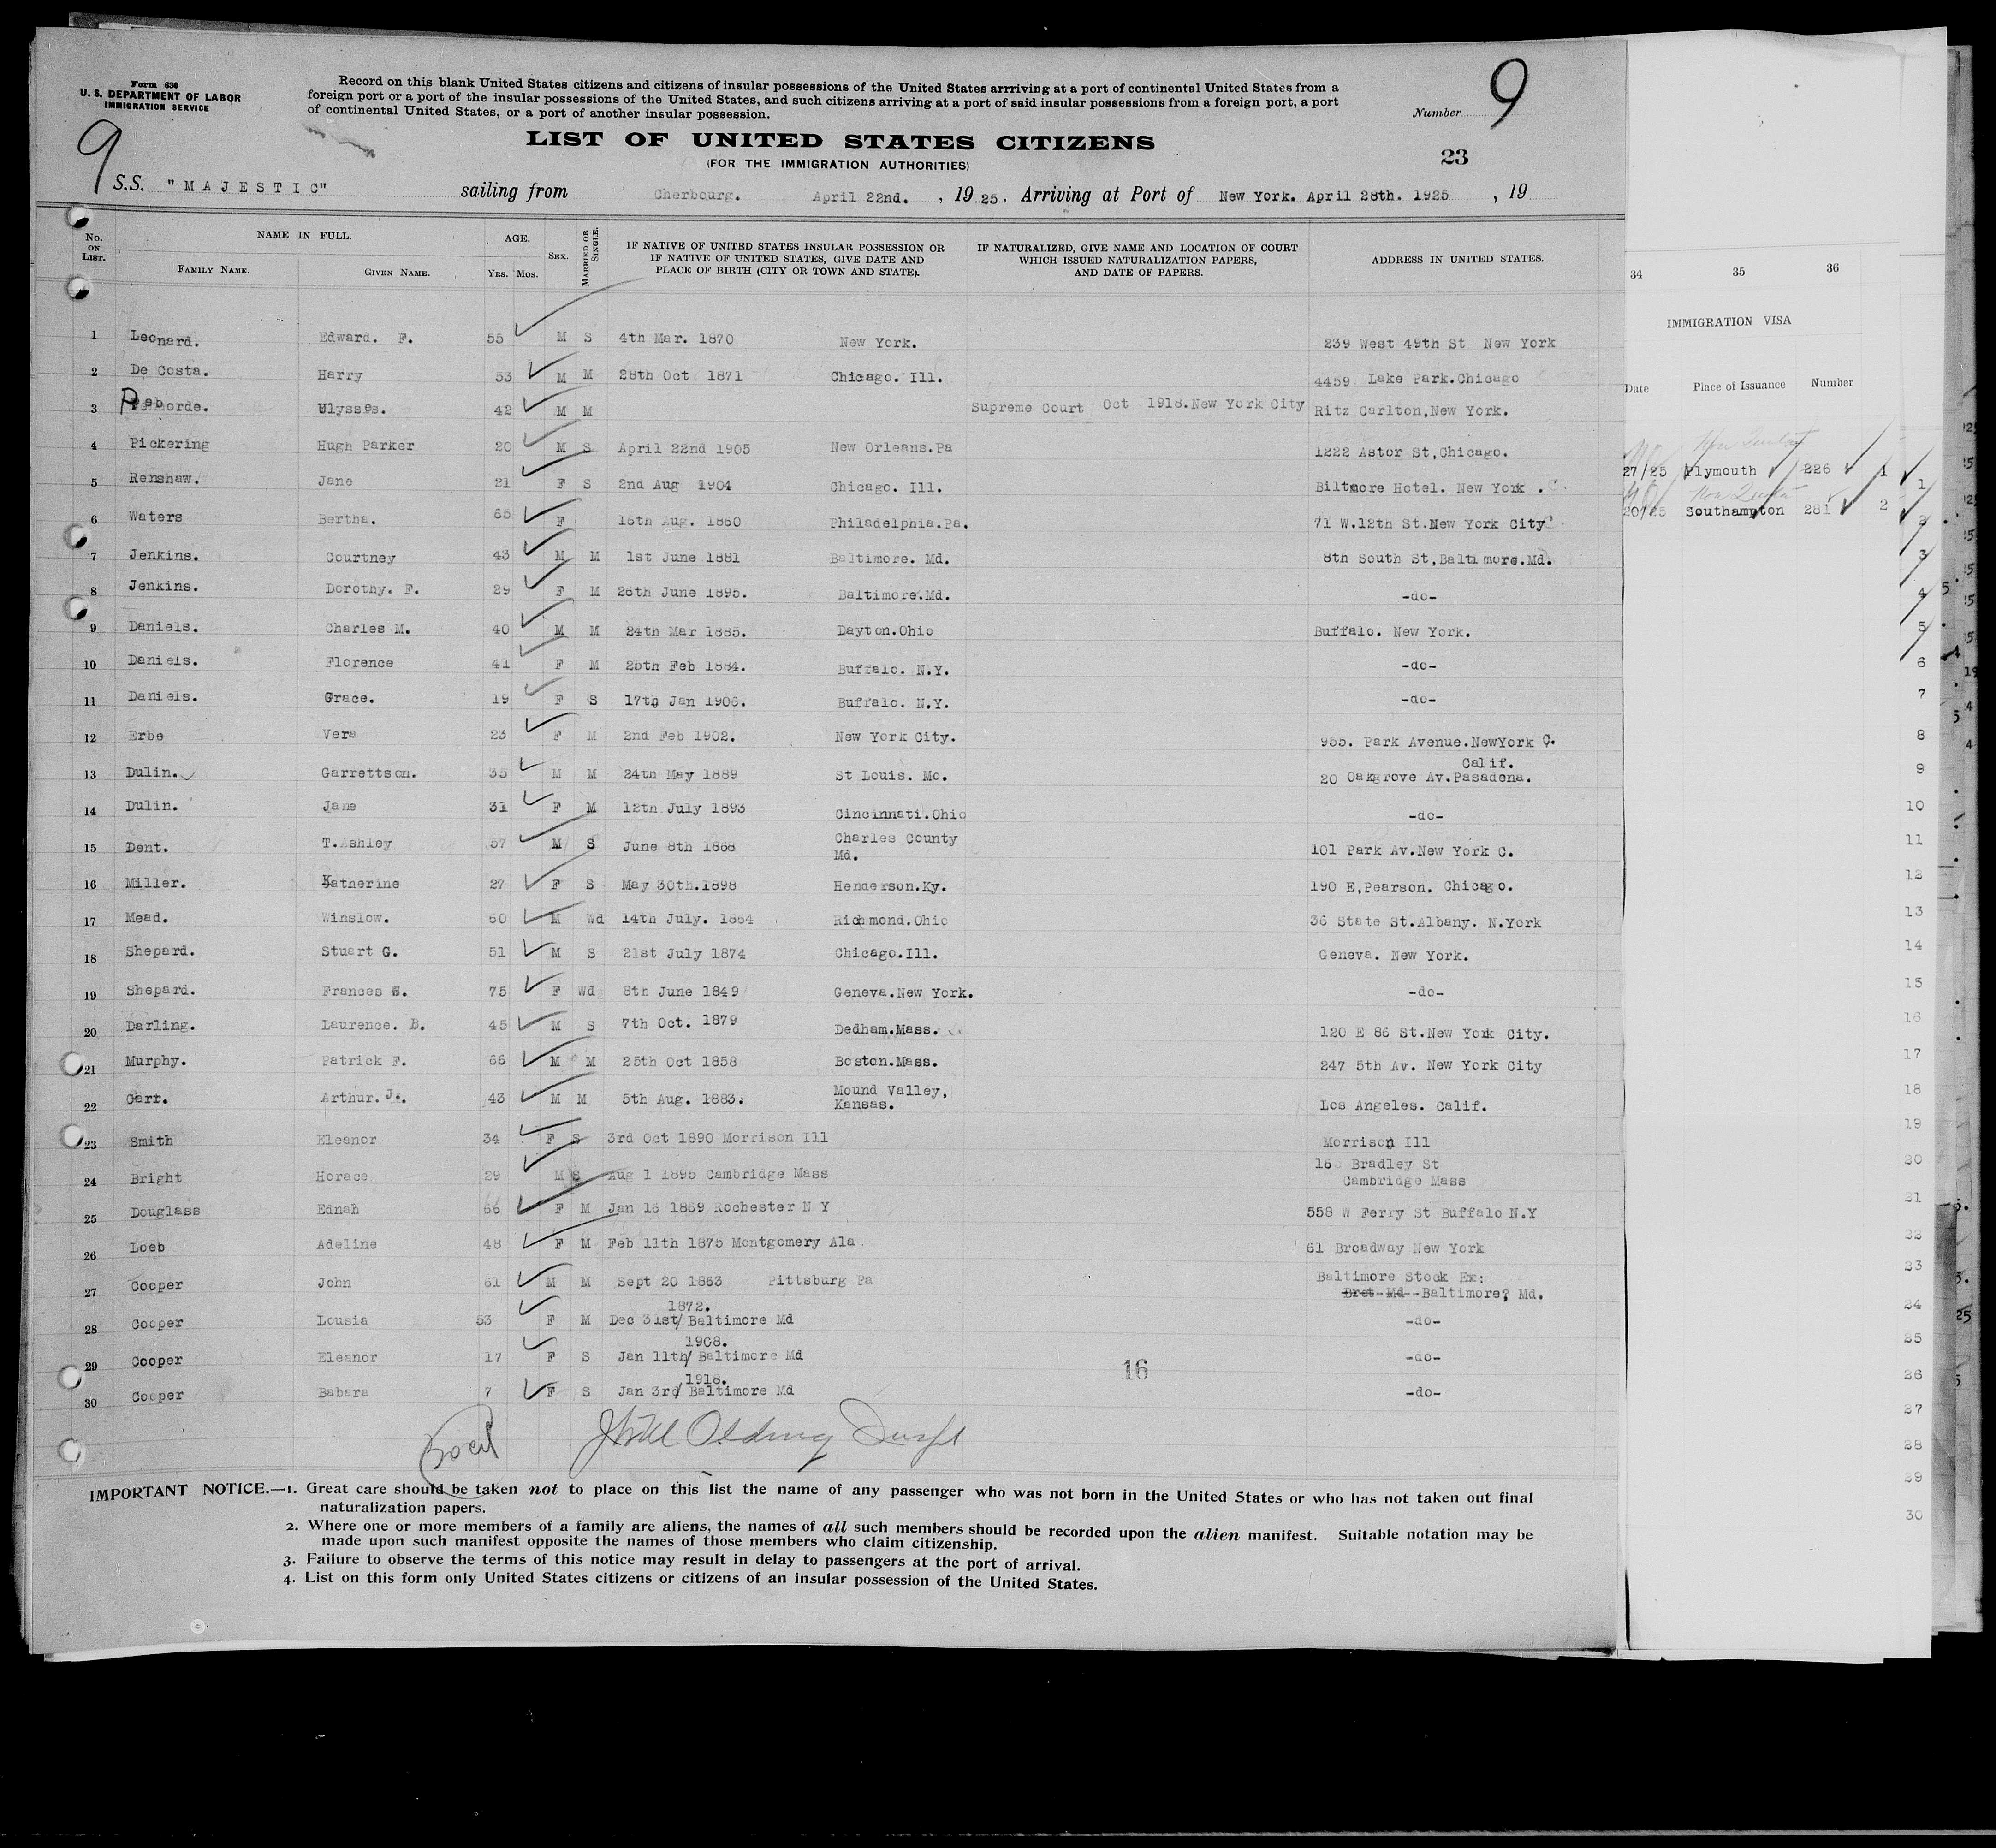 Form 630
U. S. DEPARTMENT OF LABOR
IMMIGRATION SERVICE
Record on this blank United States citizens and citizens of insular possessions of the United States arrriving at a port of continental United States from a
foreign port or a port of the insular possessions of the United States, and such citizens arriving at a port of said insular possessions from a foreign port, a port
of continental United States, or a port of another insular possession.
Number 9
9
LIST OF UNITED STATES CITIZENS
(FOR THE IMMIGRATION AUTHORITIES)
23
S.S. "MAJESTIC" sailing from Cherbourg. April 22nd. , 19 25, Arriving at Port of New York. April 28th. 1925 , 19
No. ON LIST. NAME IN FULL. FAMILY NAME. GIVEN NAME. AGE. YRS. MOS. SEX. MARRIED OR SINGLE. IF NATIVE OF UNITED STATES INSULAR POSSESSION OR IF NATIVE OF UNITED STATES, GIVE DATE AND PLACE OF BIRTH (CITY OR TOWN AND STATE). IF NATURALIZED, GIVE NAME AND LOCATION OF COURT WHICH ISSUED NATURALIZATION PAPERS, AND DATE OF PAPERS. ADDRESS IN UNITED STATES.
1 Leonard. Edward. F. 55 M S 4th Mar. 1870 New York. 239 West 49th St New York
2 De Costa. Harry 53 M M 28th Oct 1871 Chicago. Ill. 4459 Lake Park.Chicago
3 Ulysses. 42 M M Supreme Court Oct 1918.New York City Ritz Carlton,New York.
4 Pickering Hugh Parker 20 M S April 22nd 1905 New Orleans.Pa 1222 Astor St,Chicago.
5 Renshaw. Jane 21 F S 2nd Aug 1904 Chicago. Ill. Biltmore Hotel. New York .
6 Waters Bertha. 65 F Aug. 1860 Philadelphia.Pa. 71 W.12th St.New York City
7 Jenkins. Courtney 43 M M 1st June 1881 Baltimore. Md. 8th South St,Baltimore.Md.
8 Jenkins. Dorothy. F. 29 F M 28th June 1895. Baltimore.Md. -do-
9 Daniels. Charles M. 40 M M 24th Mar 1885. Dayton.Ohio Buffalo. New York.
10 Daniels. Florence 41 F M 25th Feb 1884. Buffalo. N.Y. -do-
11 Daniels. Grace. 19 F S 17th Jan 1906. Buffalo. N.Y. -do-
12 Erbe Vera 23 F M 2nd Feb 1902. New York City. 955. Park Avenue.NewYork C.
13 Dulin. Garrettson. 35 M M 24th May 1889 St Louis. Mo. 20 Oakgrove Av.Pasadena. Calif.
14 Dulin. Jane 31 F M 12th July 1893 Cincinnati.Ohio -do-
15 Dent. T.Ashley 57 M S June 8th 1868 Charles County Md. 101 Park Av.New York C.
16 Miller. Katherine 27 F S May 30th.1898 Henderson.Ky. 190 E,Pearson. Chicago.
17 Mead. Winslow. 60 M Wd 14th July. 1864 Richmond.Ohio 36 State St.Albany. N.York
18 Shepard. Stuart G. 51 M S 21st July 1874 Chicago.Ill. Geneva. New York.
19 Shepard. Frances W. 75 F Wd 8th June 1849 Geneva.New York. -do-
20 Darling. Laurence. B. 45 M S 7th Oct. 1879 Dedham.Mass. 120 E 86 St.New York City.
21 Murphy. Patrick F. 66 M M 25th Oct 1858 Boston.Mass. 247 5th Av. New York City
22 Carr. Arthur. J. 43 M M 5th Aug. 1883. Mound Valley, Kansas. Los Angeles. Calif.
23 Smith Eleanor 34 F S 3rd Oct 1890 Morrison Ill Morrison Ill
24 Bright Horace 29 M S Aug 1 1895 Cambridge Mass 16 Bradley St Cambridge Mass
25 Douglass Ednah F M Jan 16 1869 Rochester N Y 558 W Ferry St Buffalo N.Y
26 Loeb Adeline 48 F M Feb 11th 1875 Montgomery Ala 61 Broadway New York
27 Cooper John 61 M M Sept 20 1863 Pittsburg Pa Baltimore Stock Ex: Baltimore, Md.
28 Cooper Lousia 53 F M Dec 31st/ 1872. Baltimore Md -do-
29 Cooper Eleanor 17 F S Jan 11th/ 1908. Baltimore Md -do-
30 Cooper Babara 7 F S Jan 3rd/ 1918. Baltimore Md -do-
16
IMPORTANT NOTICE.—1. Great care should be taken not to place on this list the name of any passenger who was not born in the United States or who has not taken out final
naturalization papers.
2. Where one or more members of a family are aliens, the names of all such members should be recorded upon the alien manifest. Suitable notation may be
made upon such manifest opposite the names of those members who claim citizenship.
3. Failure to observe the terms of this notice may result in delay to passengers at the port of arrival.
4. List on this form only United States citizens or citizens of an insular possession of the United States.
34 35 36
IMMIGRATION VISA
Date Place of Issuance Number
27/25 Plymouth 226 1
20/25 Southampton 281 2
1
2
3
4
5
6
7
8
9
10
11
12
13
14
15
16
17
18
19
20
21
22
23
24
25
26
27
28
29
30